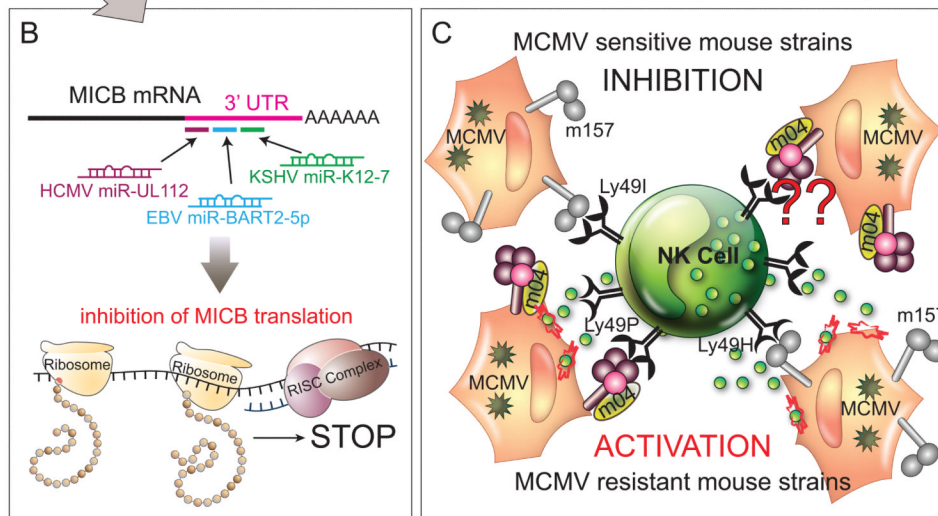 B
MICB mRNA
3' UTR
AAAAAA
HCMV miR-UL112
KSHV miR-K12-7
EBV miR-BART2-5p
inhibition of MICB translation
Ribosome
Ribosome
RISC Complex
STOP
C
MCMV sensitive mouse strains
INHIBITION
MCMV
m157
m04
MCMV
Ly49I
??
m04
NK Cell
m04
Ly49P
Ly49H
m157
MCMV
m04
MCMV
ACTIVATION
MCMV resistant mouse strains